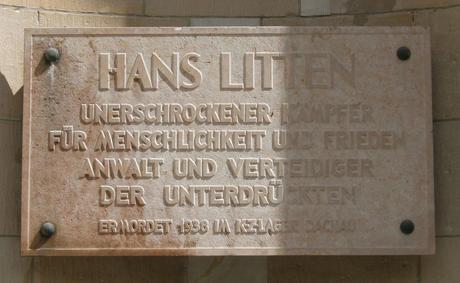 HANS LITTEN
UNERSCHROCKENER KÄMPFER
FÜR MENSCHLICHKEIT UND FRIEDEN
ANWALT UND VERTEIDIGER
DER UNTERDRÜCKTEN
ERMORDET 1938 IM KZ-LAGER DACHAU